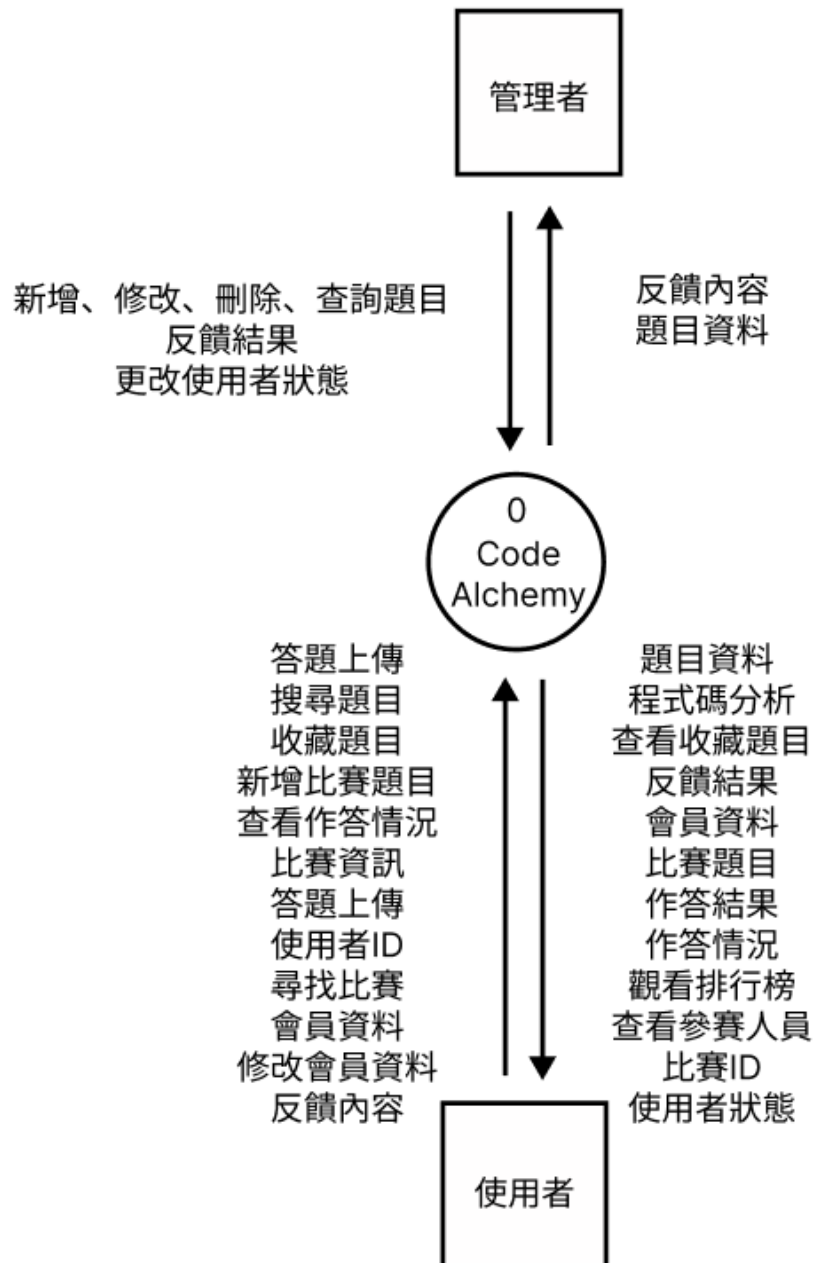 管理者
新增、修改、刪除、查詢題目
反饋結果
更改使用者狀態
反饋內容
題目資料
0
Code
Alchemy
答題上傳
搜尋題目
收藏題目
新增比賽題目
查看作答情況
比賽資訊
答題上傳
使用者ID
尋找比賽
會員資料
修改會員資料
反饋內容
題目資料
程式碼分析
查看收藏題目
反饋結果
會員資料
比賽題目
作答結果
作答情況
觀看排行榜
查看參賽人員
比賽ID
使用者狀態
使用者